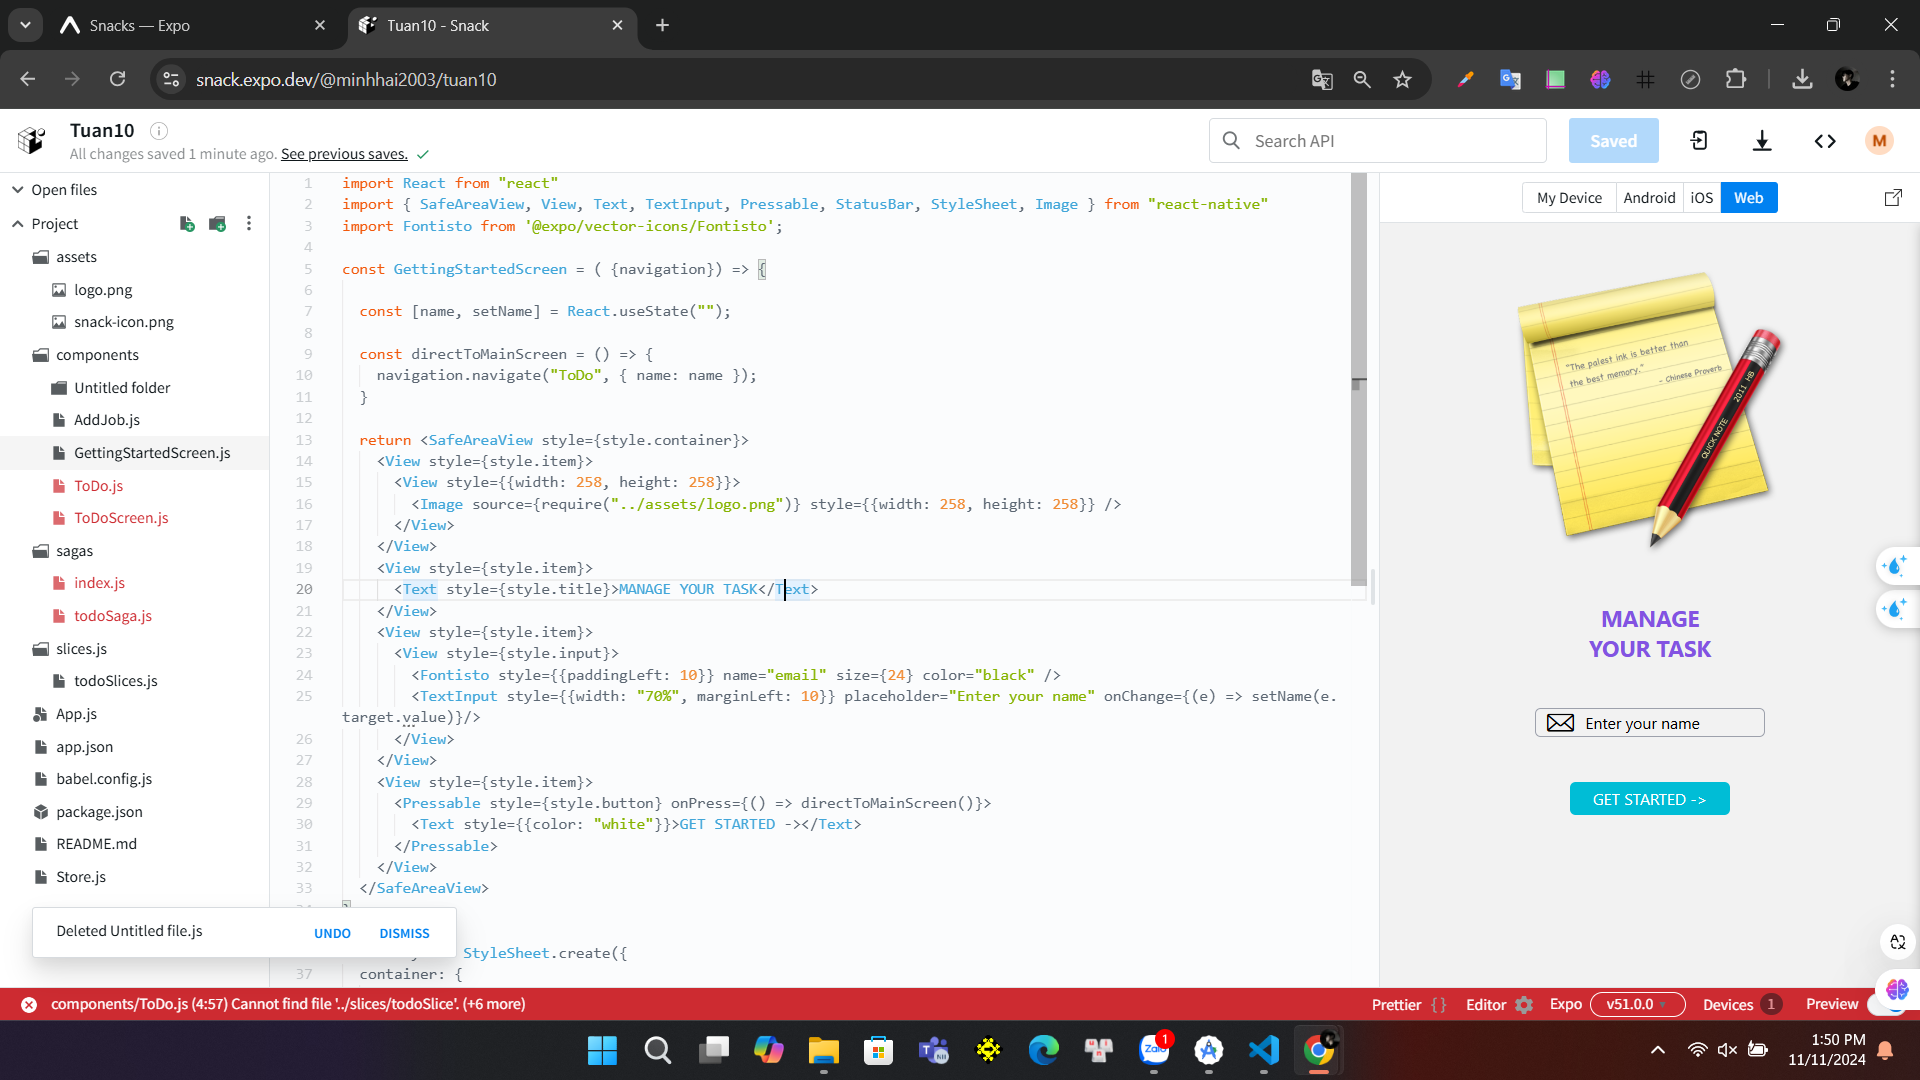 Snacks — Expo
Tuan10 - Snack
snack.expo.dev/@minhhai2003/tuan10
Tuan10
All changes saved 1 minute ago. See previous saves.
Search API
Saved
M
Open files
Project
assets
logo.png
snack-icon.png
components
Untitled folder
AddJob.js
GettingStartedScreen.js
ToDo.js
ToDoScreen.js
sagas
index.js
todoSaga.js
slices.js
todoSlices.js
App.js
app.json
babel.config.js
package.json
README.md
Store.js
Deleted Untitled file.js
UNDO
DISMISS
1 import React from "react"
2 import { SafeAreaView, View, Text, TextInput, Pressable, StatusBar, StyleSheet, Image } from "react-native"
3 import Fontisto from '@expo/vector-icons/Fontisto';
4
5 const GettingStartedScreen = ( {navigation}) => {
6
7 const [name, setName] = React.useState("");
8
9 const directToMainScreen = () => {
10 navigation.navigate("ToDo", { name: name });
11 }
12
13 return <SafeAreaView style={style.container}>
14 <View style={style.item}>
15 <View style={{width: 258, height: 258}}>
16 <Image source={require("../assets/logo.png")} style={{width: 258, height: 258}} />
17 </View>
18 </View>
19 <View style={style.item}>
20 <Text style={style.title}>MANAGE YOUR TASK</Text>
21 </View>
22 <View style={style.item}>
23 <View style={style.input}>
24 <Fontisto style={{paddingLeft: 10}} name="email" size={24} color="black" />
25 <TextInput style={{width: "70%", marginLeft: 10}} placeholder="Enter your name" onChange={(e) => setName(e.
target.value)}/>
26 </View>
27 </View>
28 <View style={style.item}>
29 <Pressable style={style.button} onPress={() => directToMainScreen()}>
30 <Text style={{color: "white"}}>GET STARTED -></Text>
31 </Pressable>
32 </View>
33 </SafeAreaView>
StyleSheet.create({
37 container: {
My Device
Android
iOS
Web
"The palest ink is better than
the best memory."
- Chinese Proverb
2011 HB
QUICK NOTE
MANAGE
YOUR TASK
Enter your name
GET STARTED ->
components/ToDo.js (4:57) Cannot find file '../slices/todoSlice'. (+6 more)
Prettier { }
Editor
Expo
v51.0.0
Devices
1
Preview
Zalo
1
1:50 PM
11/11/2024